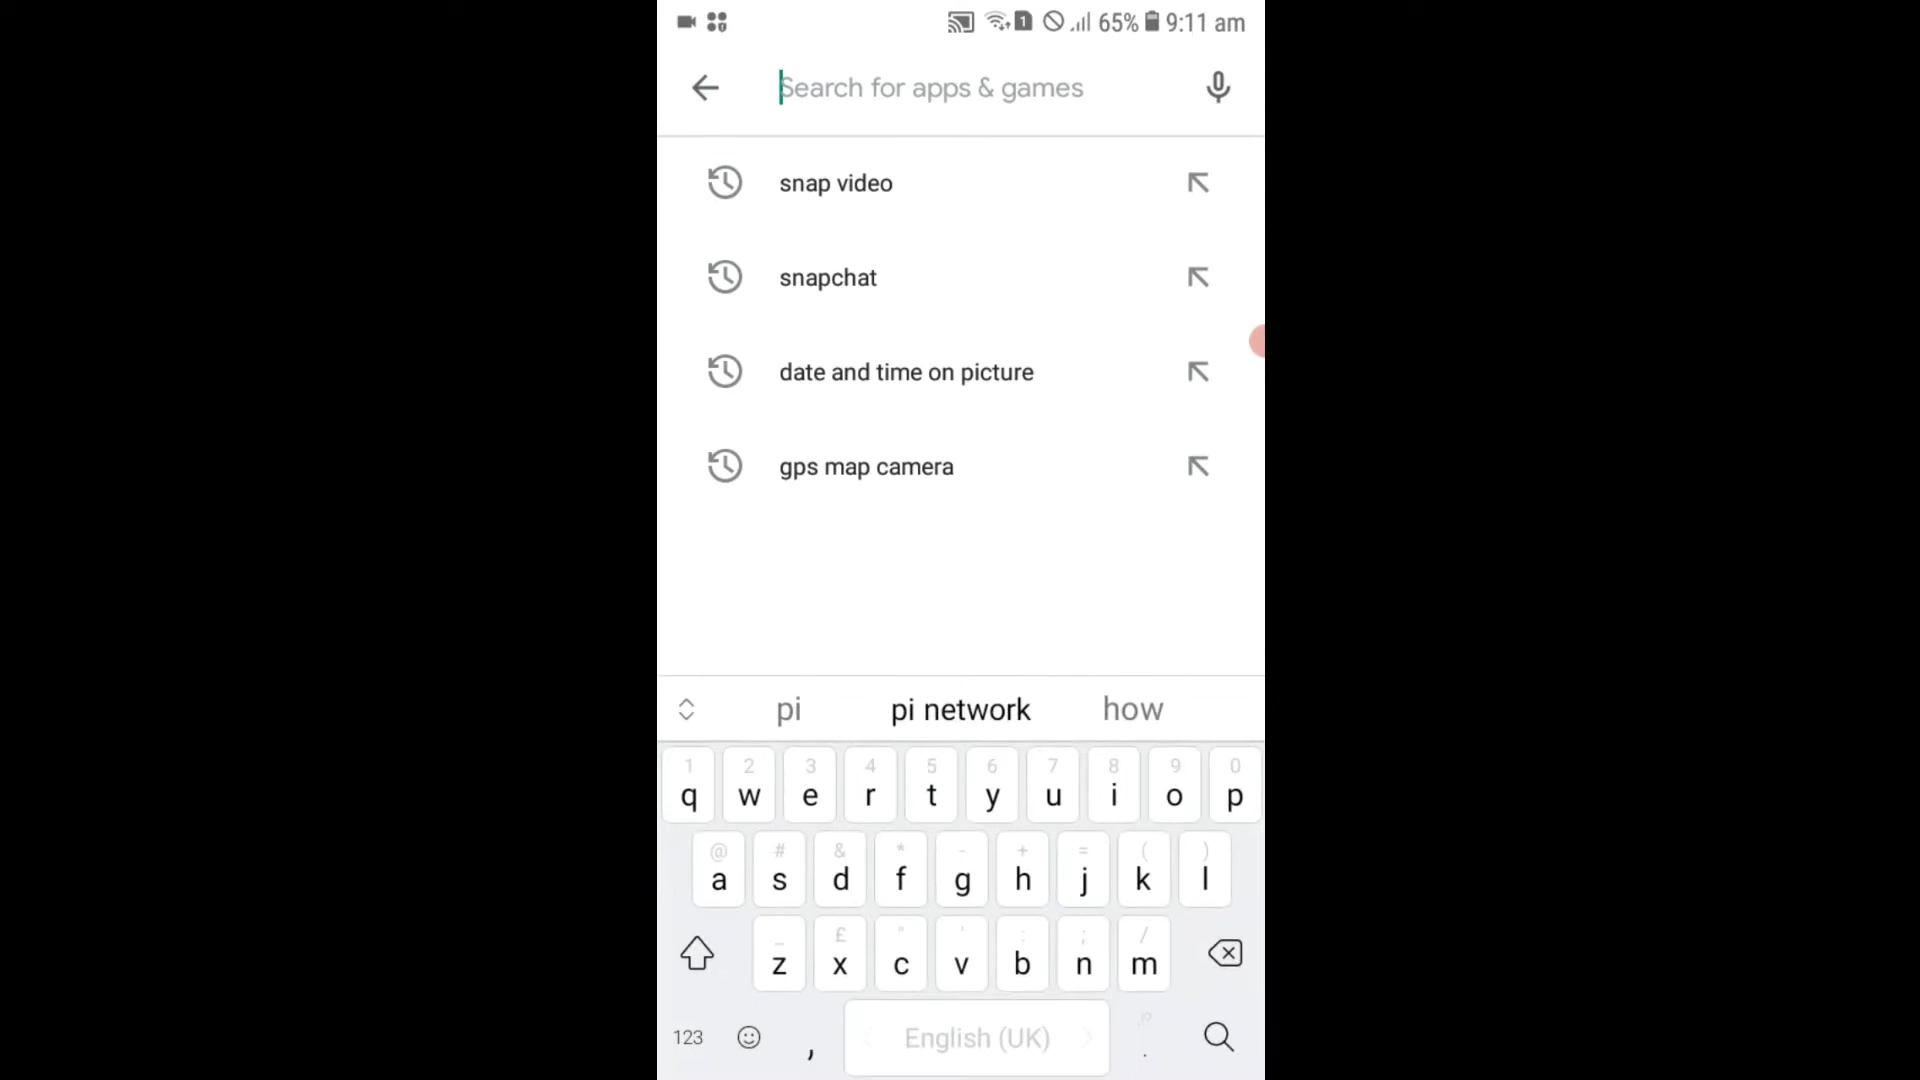 1 65% 9:11 am
Search for apps & games
snap video
snapchat
date and time on picture
gps map camera
pi pi network how
1 2 3 4 5 6 7 8 9 0
q w e r t y u i o p
@ # & * - + = ( )
a s d f g h j k l
_ £ " ' : ; /
z x c v b n m
123 , English (UK) .